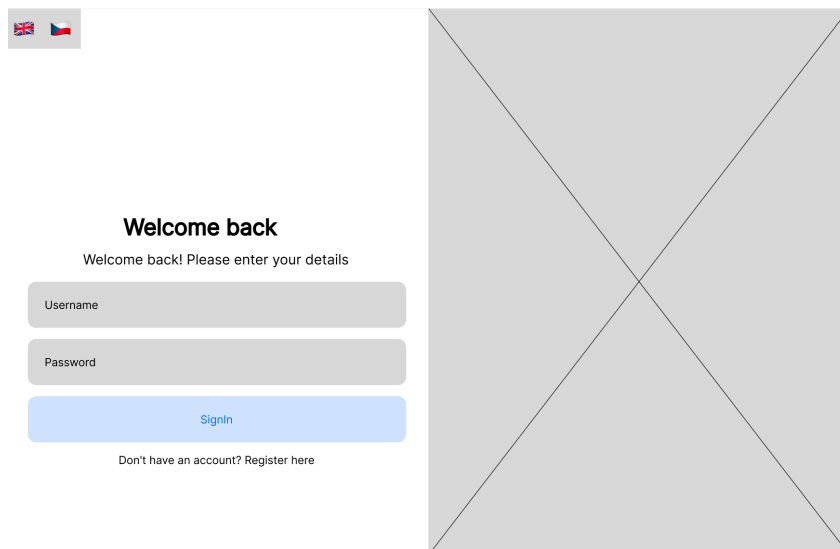 Welcome back
Welcome back! Please enter your details
Username
Password
SignIn
Don't have an account? Register here